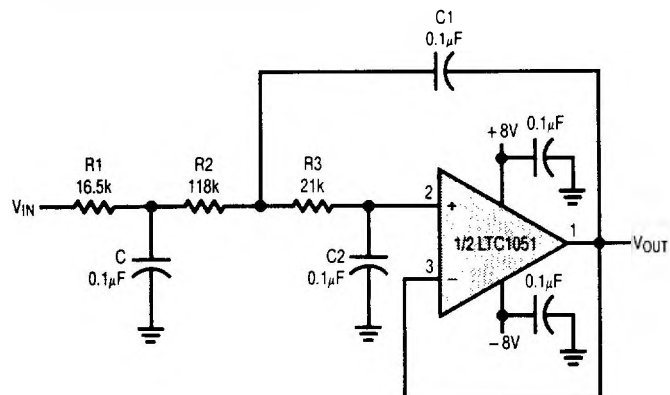 C1
0.1µF
+8V
0.1µF
R1
16.5k
R2
118k
R3
21k
VIN
2
+
1/2 LTC1051
1
VOUT
C
0.1µF
C2
0.1µF
3
−
0.1µF
−8V